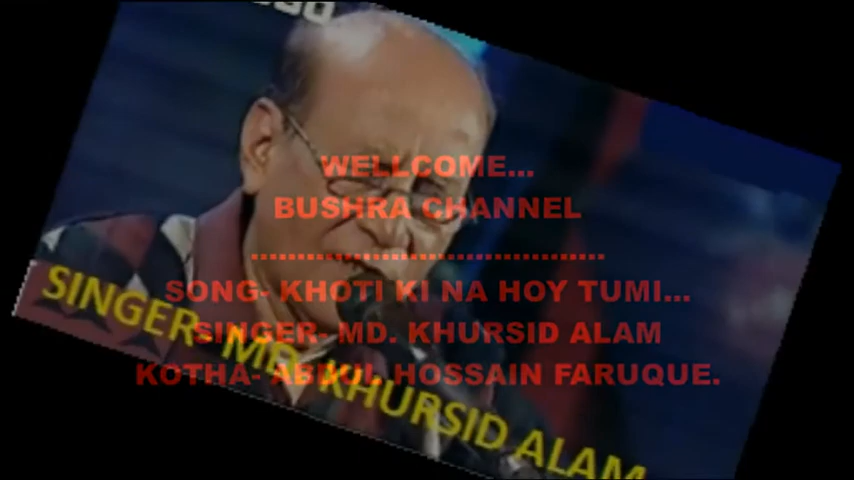 WELLCOME...
BUSHRA CHANNEL
......................................
SONG- KHOTI KI NA HOY TUMI...
SINGER- MD. KHURSID ALAM
KOTHA- ABDUL HOSSAIN FARUQUE.
SINGER- MD. KHURSID ALAM